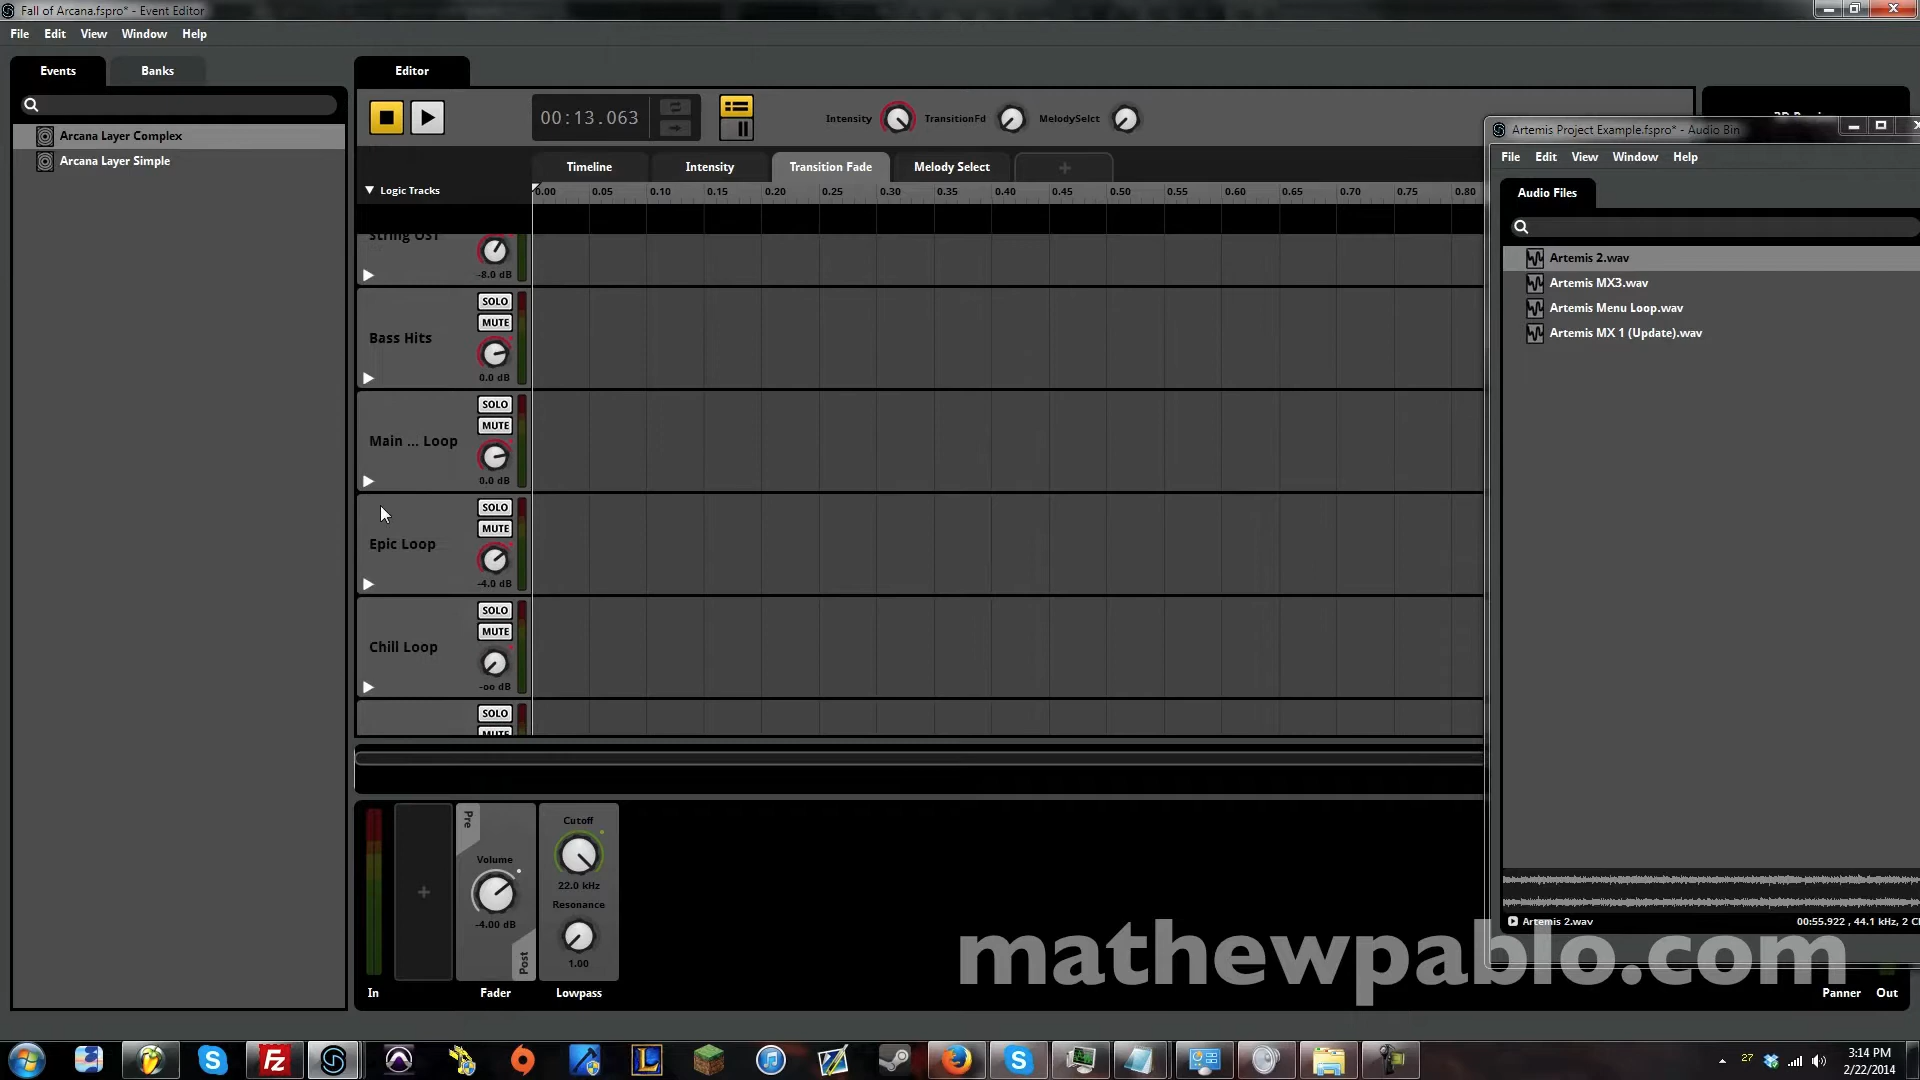 Fall of Arcana.fspro* - Event Editor
File Edit View Window Help
Events Banks
Editor
Arcana Layer Complex
Arcana Layer Simple
00:13.063
Intensity TransitionFd MelodySelct
Timeline Intensity Transition Fade Melody Select +
Logic Tracks
0.00 0.05 0.10 0.15 0.20 0.25 0.30 0.35 0.40 0.45 0.50 0.55 0.60 0.65 0.70 0.75 0.80
String OST
-8.0 dB
SOLO
MUTE
Bass Hits
0.0 dB
SOLO
MUTE
Main ... Loop
0.0 dB
SOLO
MUTE
Epic Loop
-4.0 dB
SOLO
MUTE
Chill Loop
-oo dB
SOLO
MUTE
Pre
Volume
-4.00 dB
Post
Cutoff
22.0 kHz
Resonance
1.00
In
Fader
Lowpass
Panner Out
Artemis Project Example.fspro* - Audio Bin
File Edit View Window Help
Audio Files
Artemis 2.wav
Artemis MX3.wav
Artemis Menu Loop.wav
Artemis MX 1 (Update).wav
Artemis 2.wav
00:55.922 , 44.1 kHz, 2
mathewpablo.com
27
3:14 PM
2/22/2014